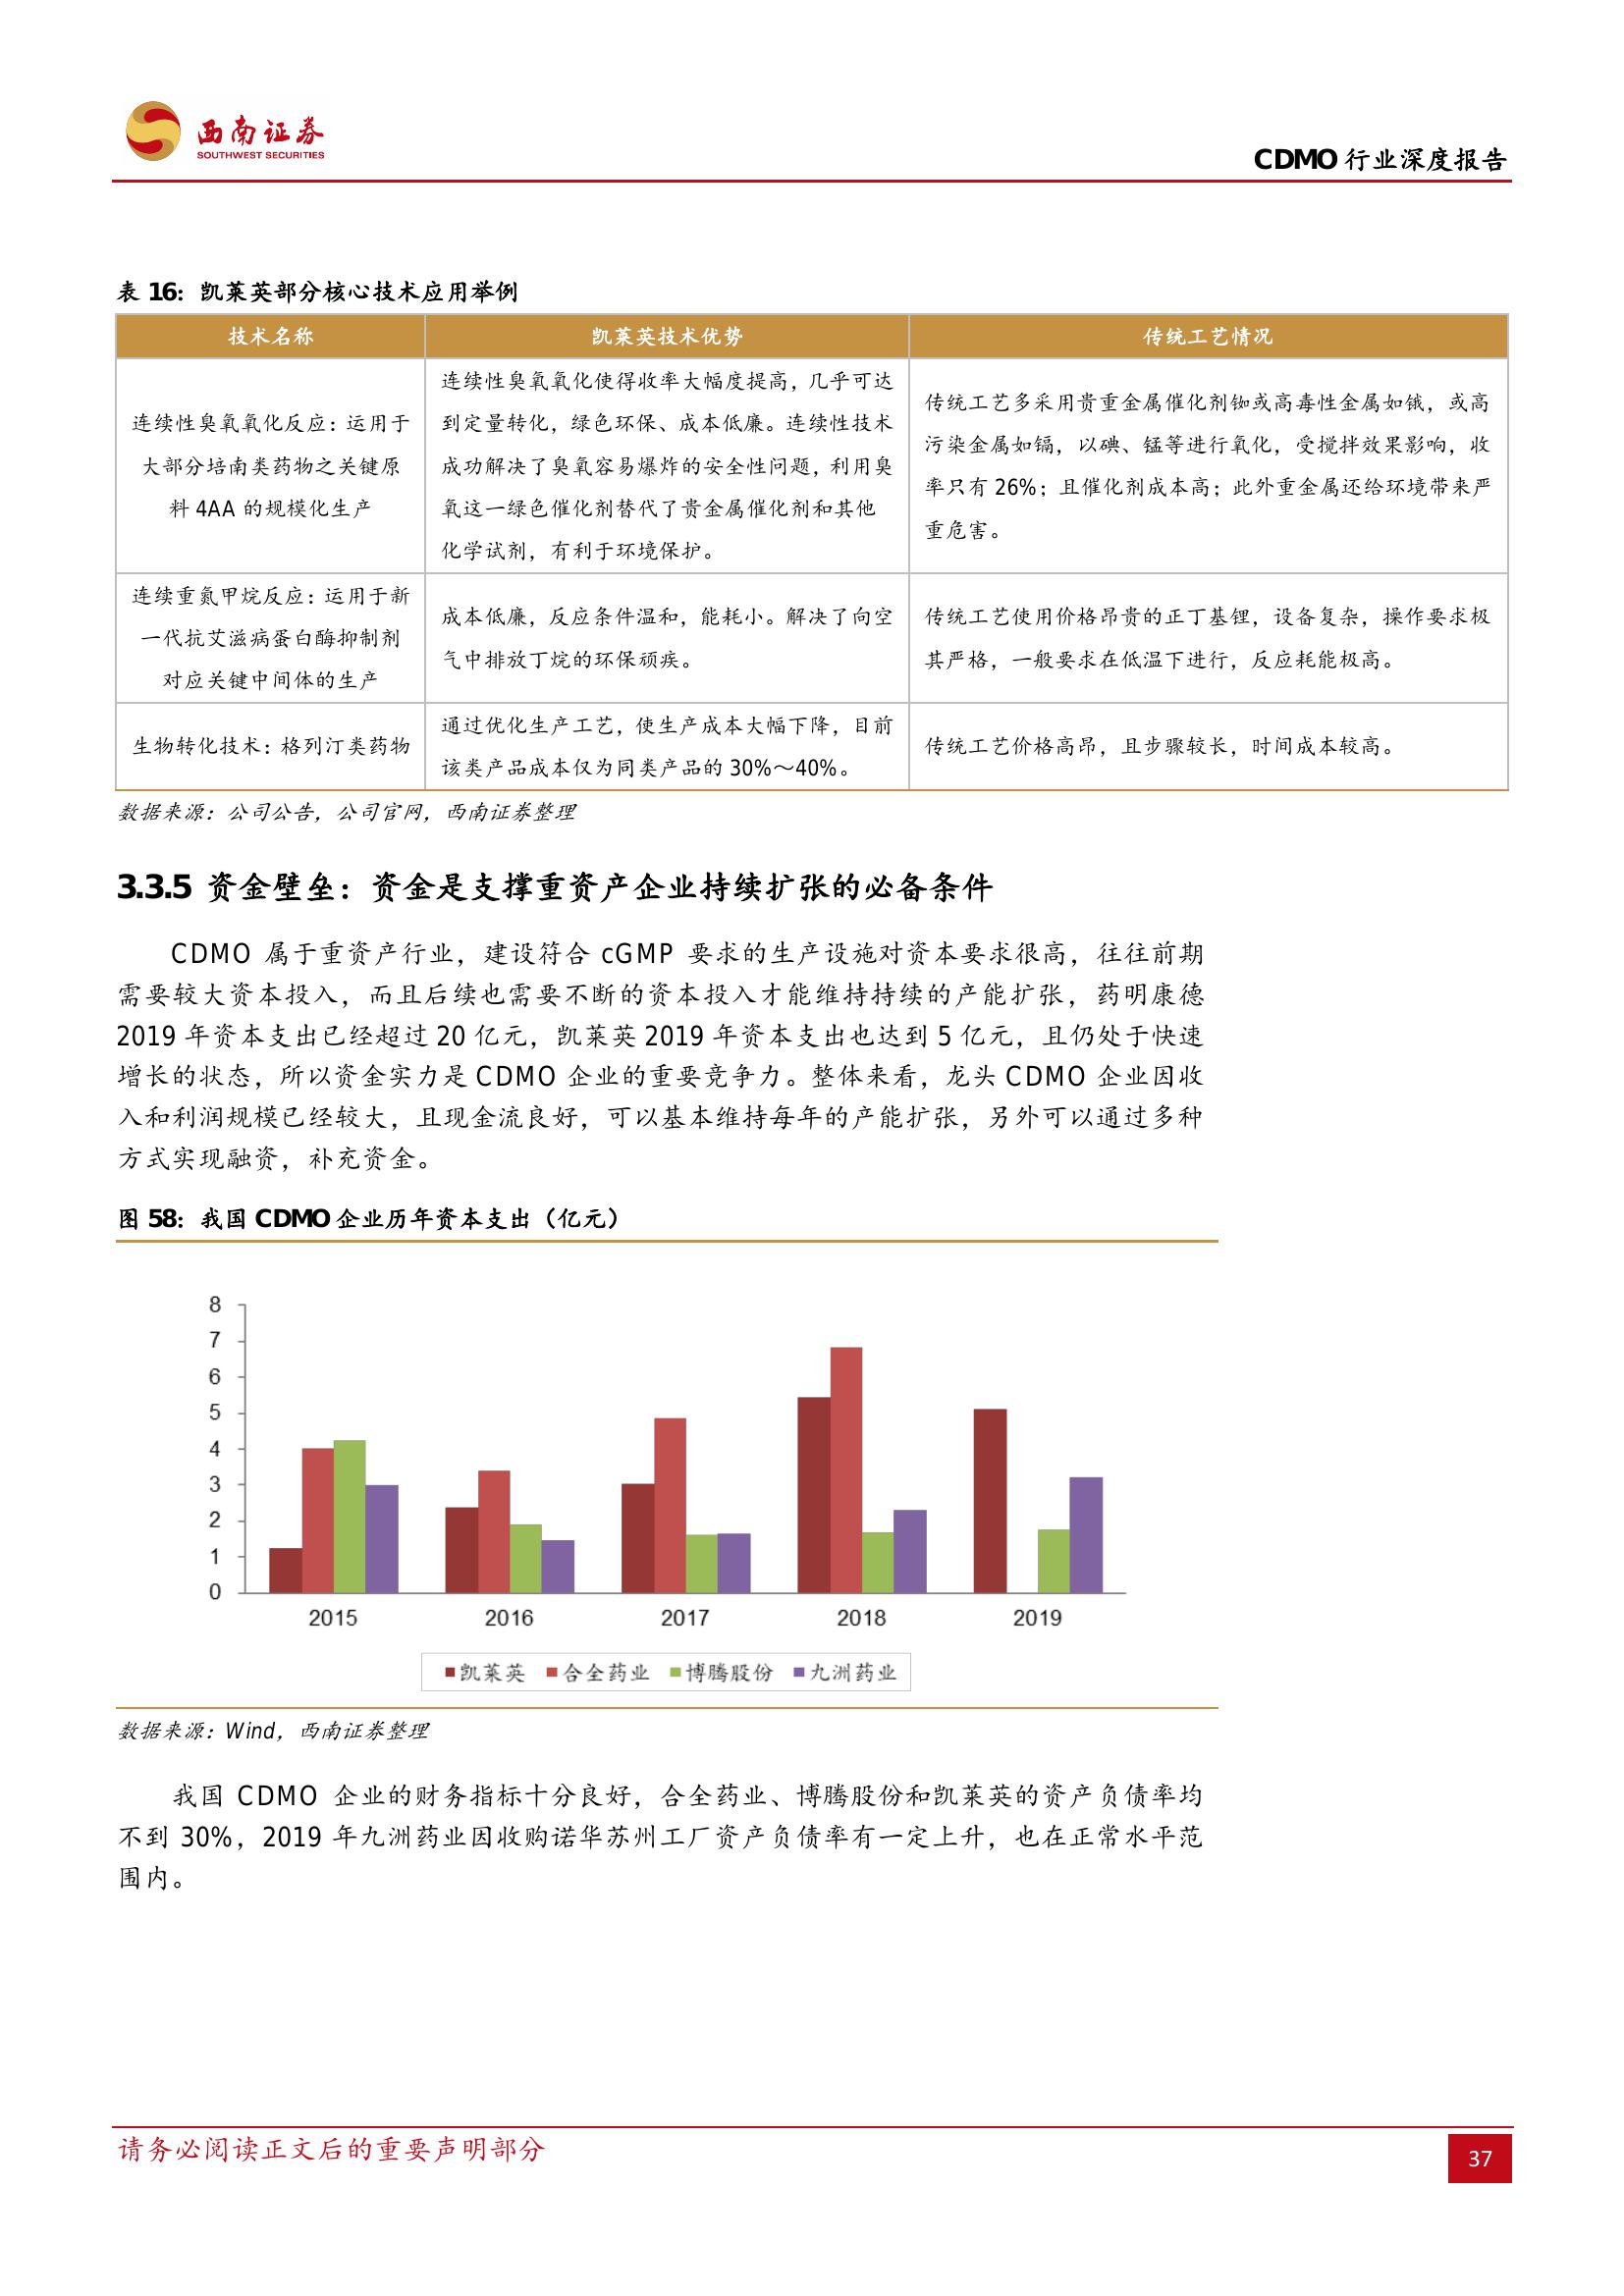 西南证券
SOUTHWEST SECURITIES
CDMO 行业深度报告
表 16：凯莱英部分核心技术应用举例
技术名称
凯莱英技术优势
传统工艺情况
连续性臭氧氧化反应：运用于
大部分培南类药物之关键原
料 4AA 的规模化生产
连续性臭氧氧化使得收率大幅度提高，几乎可达
到定量转化，绿色环保、成本低廉。连续性技术
成功解决了臭氧容易爆炸的安全性问题，利用臭
氧这一绿色催化剂替代了贵金属催化剂和其他
化学试剂，有利于环境保护。
传统工艺多采用贵重金属催化剂铷或高毒性金属如锇，或高
污染金属如镉，以碘、锰等进行氧化，受搅拌效果影响，收
率只有 26%；且催化剂成本高；此外重金属还给环境带来严
重危害。
连续重氮甲烷反应：运用于新
一代抗艾滋病蛋白酶抑制剂
对应关键中间体的生产
成本低廉，反应条件温和，能耗小。解决了向空
气中排放丁烷的环保顽疾。
传统工艺使用价格昂贵的正丁基锂，设备复杂，操作要求极
其严格，一般要求在低温下进行，反应耗能极高。
生物转化技术：格列汀类药物
通过优化生产工艺，使生产成本大幅下降，目前
该类产品成本仅为同类产品的 30%～40%。
传统工艺价格高昂，且步骤较长，时间成本较高。
数据来源：公司公告，公司官网，西南证券整理
3.3.5 资金壁垒：资金是支撑重资产企业持续扩张的必备条件
CDMO 属于重资产行业，建设符合 cGMP 要求的生产设施对资本要求很高，往往前期
需要较大资本投入，而且后续也需要不断的资本投入才能维持持续的产能扩张，药明康德
2019 年资本支出已经超过 20 亿元，凯莱英 2019 年资本支出也达到 5 亿元，且仍处于快速
增长的状态，所以资金实力是 CDMO 企业的重要竞争力。整体来看，龙头 CDMO 企业因收
入和利润规模已经较大，且现金流良好，可以基本维持每年的产能扩张，另外可以通过多种
方式实现融资，补充资金。
图 58：我国 CDMO 企业历年资本支出（亿元）
8
7
6
5
4
3
2
1
0
2015 2016 2017 2018 2019
凯莱英 合全药业 博腾股份 九洲药业
数据来源：Wind，西南证券整理
我国 CDMO 企业的财务指标十分良好，合全药业、博腾股份和凯莱英的资产负债率均
不到 30%，2019 年九洲药业因收购诺华苏州工厂资产负债率有一定上升，也在正常水平范
围内。
请务必阅读正文后的重要声明部分
37